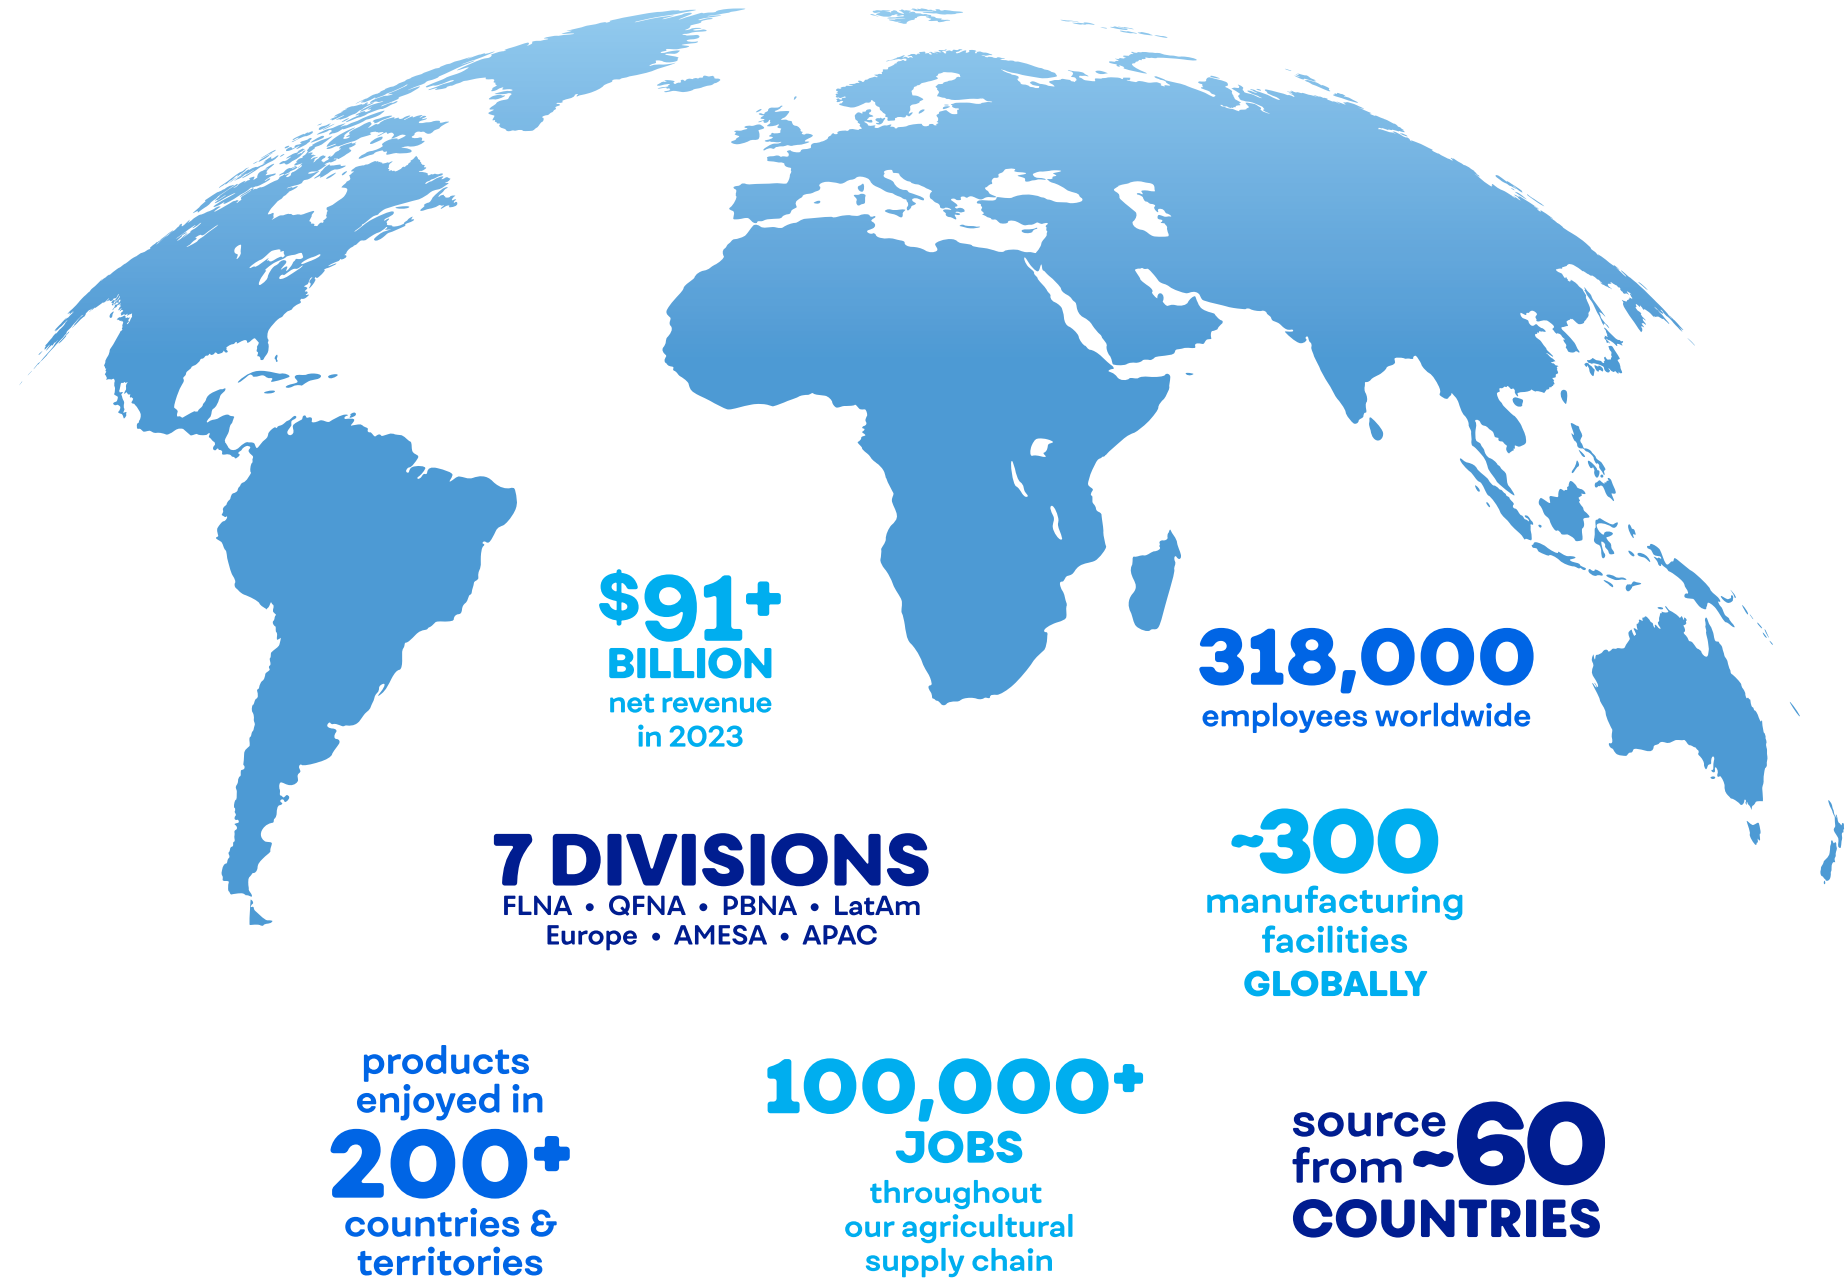 $91+
BILLION
net revenue
in 2023
318,000
employees worldwide
7 DIVISIONS
FLNA • QFNA • PBNA • LatAm
Europe • AMESA • APAC
~300
manufacturing
facilities
GLOBALLY
products
enjoyed in
200+
countries &
territories
100,000+
JOBS
throughout
our agricultural
supply chain
source
from ~60
COUNTRIES